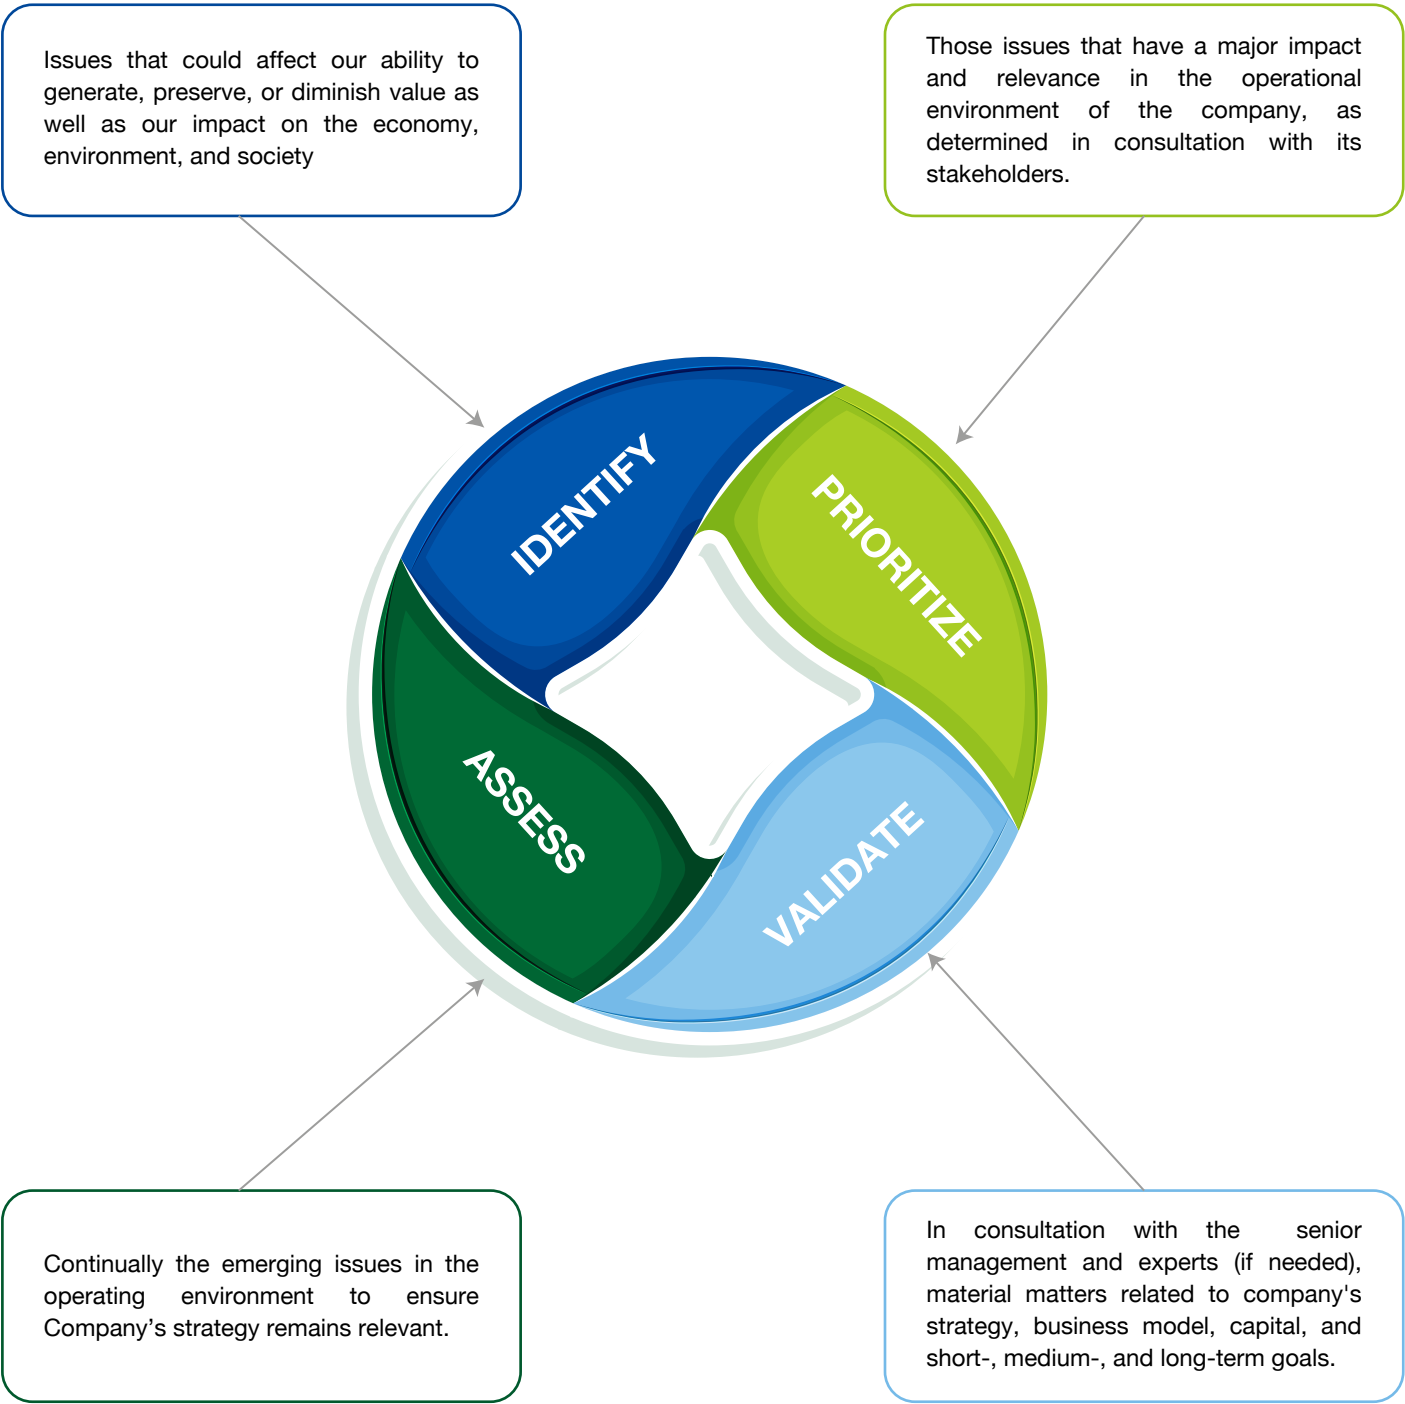 Issues that could affect our ability to
generate, preserve, or diminish value as
well as our impact on the economy,
environment, and society
Those issues that have a major impact
and relevance in the operational
environment of the company, as
determined in consultation with its
stakeholders.
IDENTIFY
PRIORITIZE
ASSESS
VALIDATE
Continually the emerging issues in the
operating environment to ensure
Company’s strategy remains relevant.
In consultation with the senior
management and experts (if needed),
material matters related to company's
strategy, business model, capital, and
short-, medium-, and long-term goals.